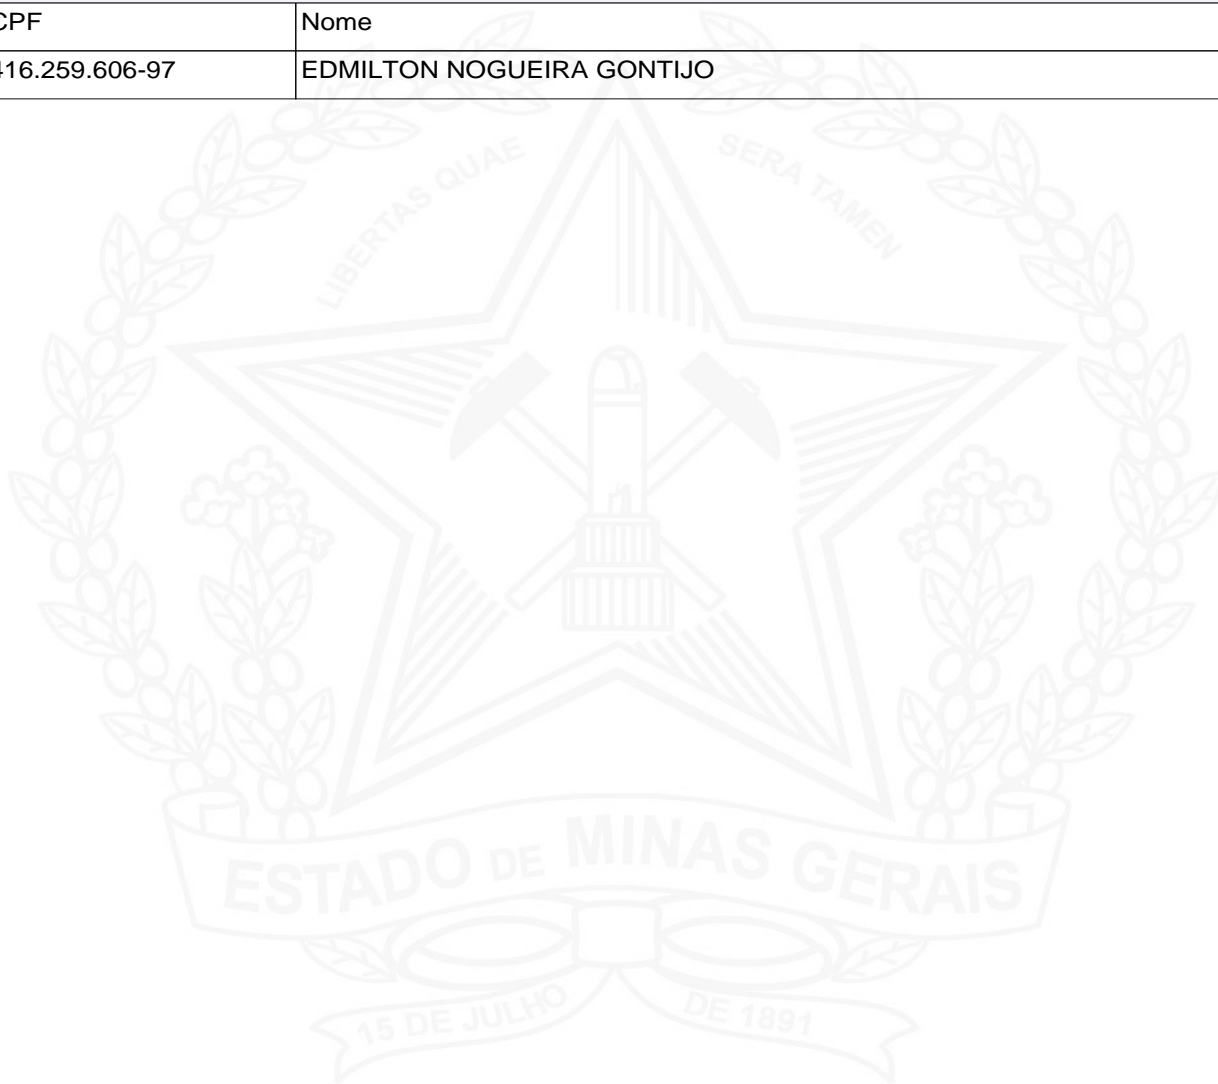 CPF Nome
416.259.606-97 EDMILTON NOGUEIRA GONTIJO
LIBERTAS QUAE SERA TAMEN
ESTADO DE MINAS GERAIS
15 DE JULHO DE 1891